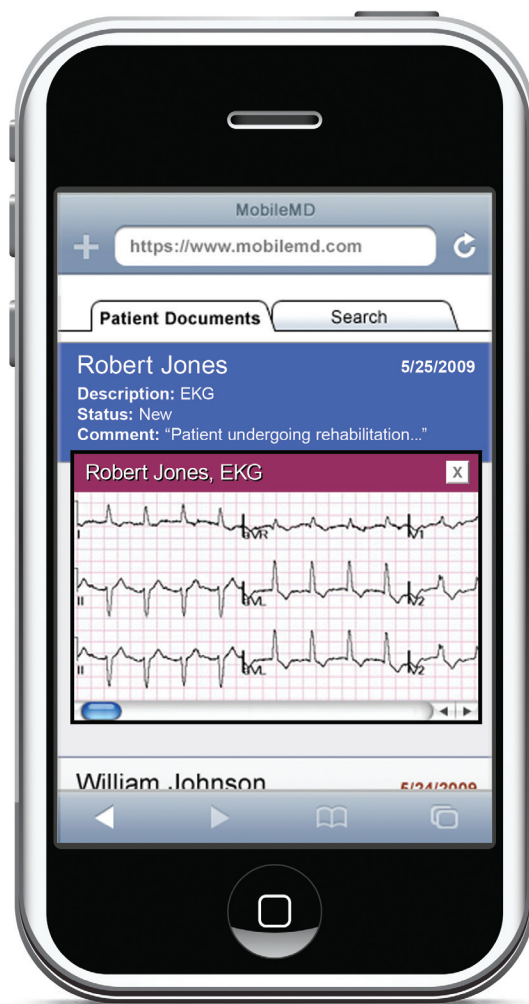 MobileMD
https://www.mobilemd.com
Patient Documents Search
Robert Jones 5/25/2009
Description: EKG
Status: New
Comment: “Patient undergoing rehabilitation...”
Robert Jones, EKG X
I aVR V1
II aVL V2
II aVL V2
William Johnson 5/24/2009